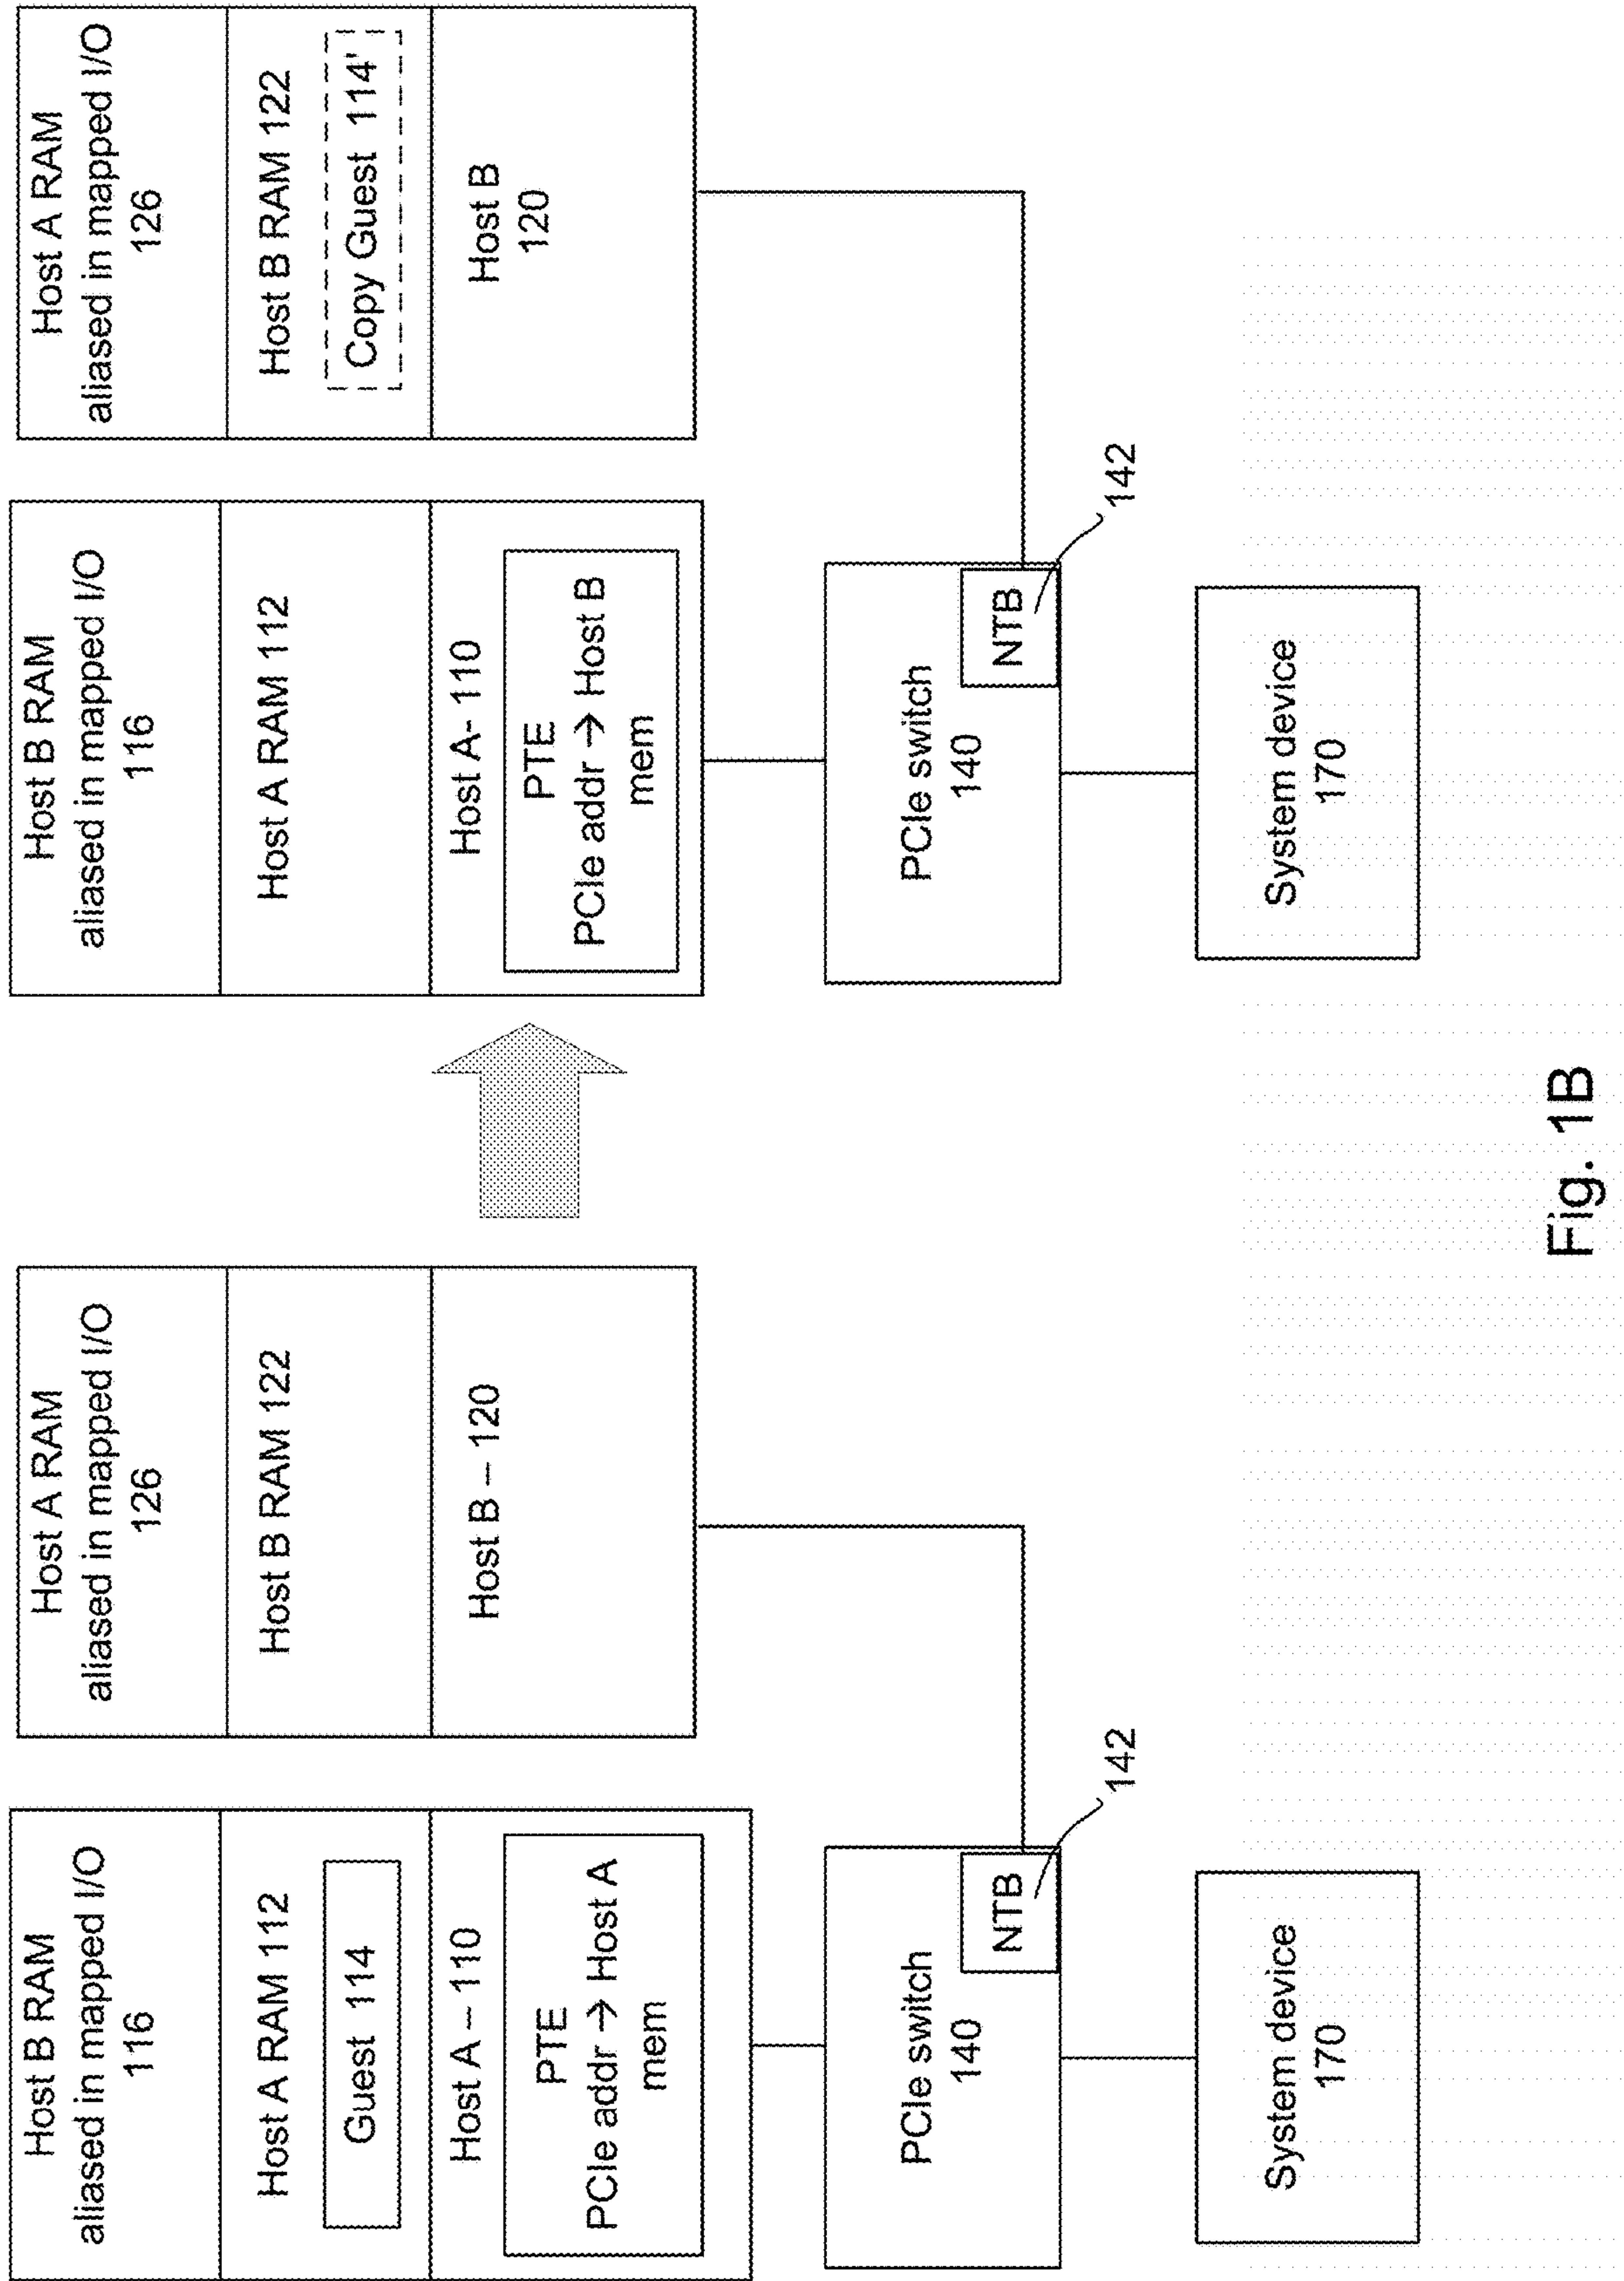 Host B RAM
aliased in mapped I/O
116
Host A RAM 112
Guest 114
Host A – 110
PTE
PCIe addr → Host A
mem
Host A RAM
aliased in mapped I/O
126
Host B RAM 122
Host B – 120
PCIe switch
140
NTB
142
System device
170
Host B RAM
aliased in mapped I/O
116
Host A RAM 112
Host A- 110
PTE
PCIe addr → Host B
mem
Host A RAM
aliased in mapped I/O
126
Host B RAM 122
Copy Guest 114'
Host B
120
PCIe switch
140
NTB
142
System device
170
Fig. 1B